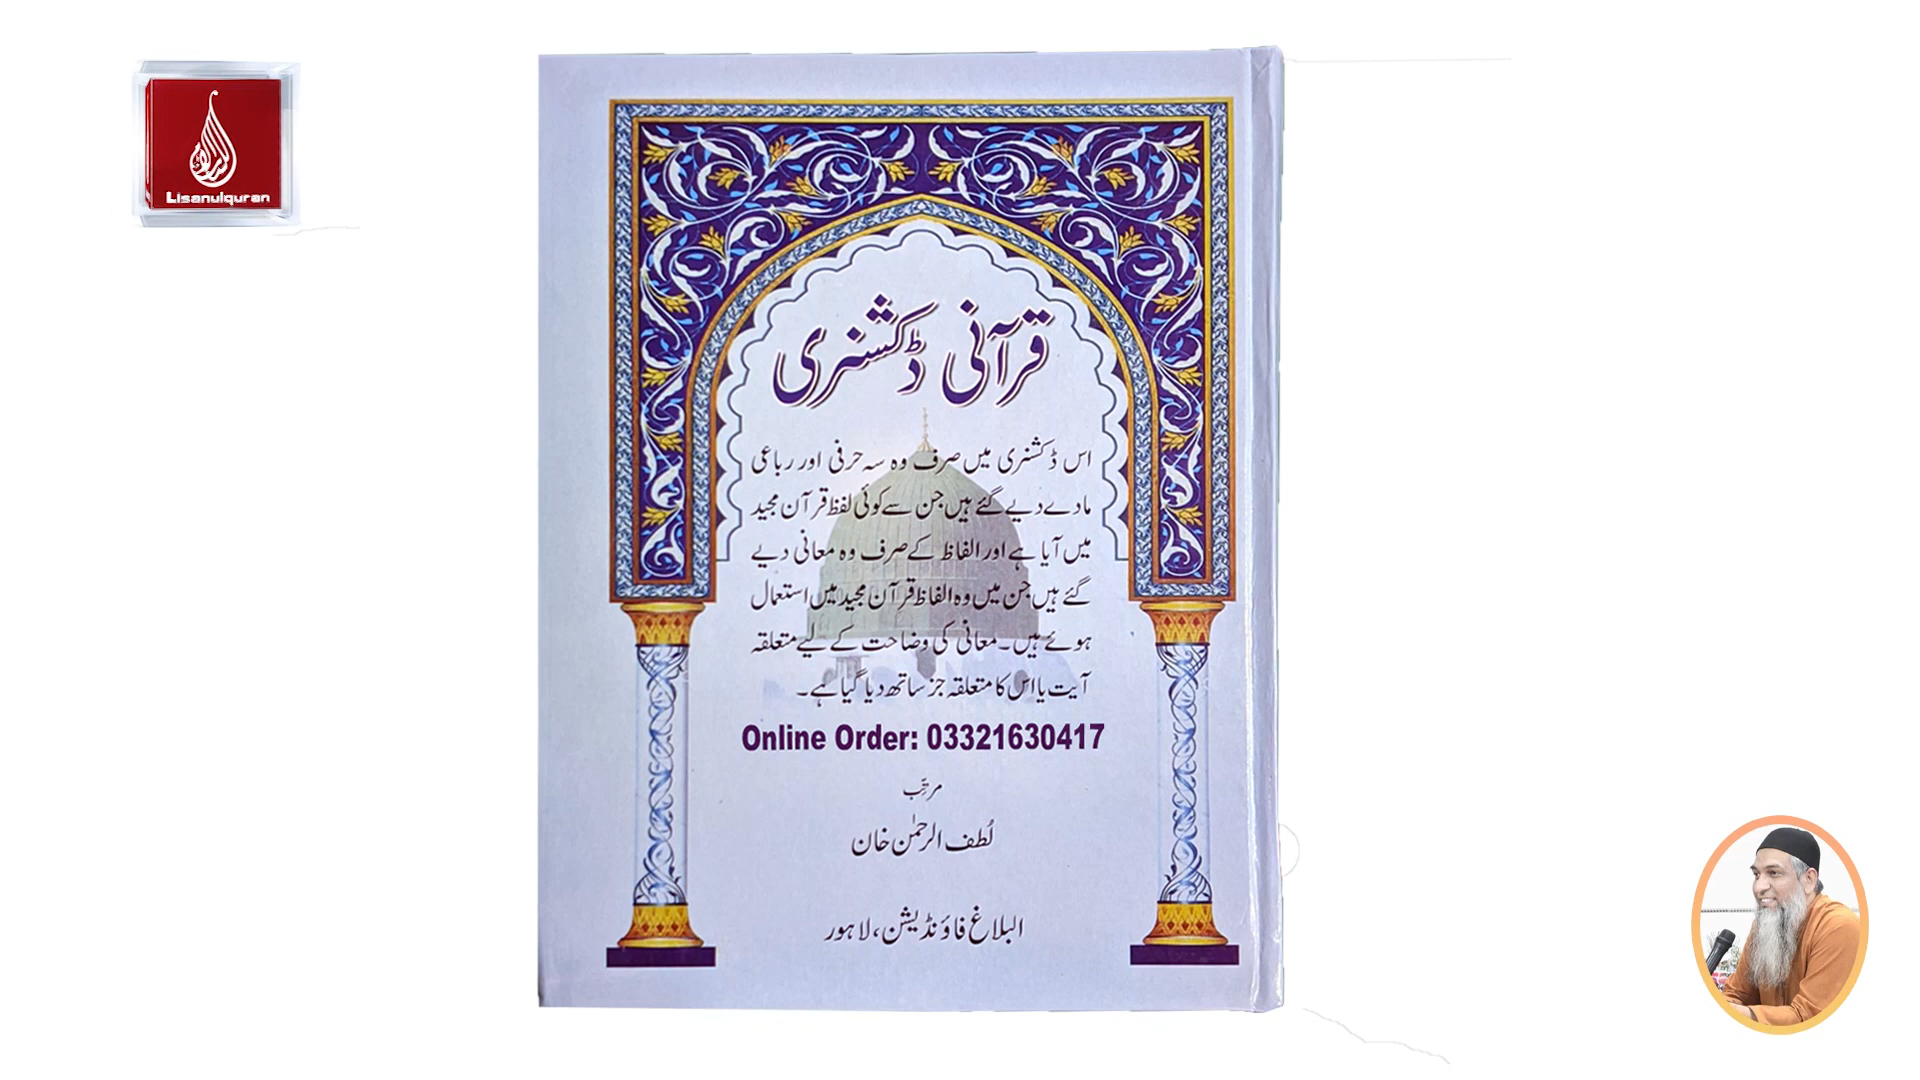 Lisanulquran
قرآنی ڈکشنری
اس ڈکشنری میں صرف وہ سہ حرفی اور رباعی
مادے دیے گئے ہیں جن سے کوئی لفظ قرآن مجید
میں آیا ہے اور الفاظ کے صرف وہ معانی دیے
گئے ہیں جن میں وہ الفاظ قرآن مجید میں استعمال
ہوئے ہیں۔ معانی کی وضاحت کے لیے متعلقہ
آیت یا اس کا متعلقہ جز ساتھ دیا گیا ہے۔
Online Order: 03321630417
مرتب
لُطف الرحمٰن خان
البلاغ فاؤنڈیشن، لاہور